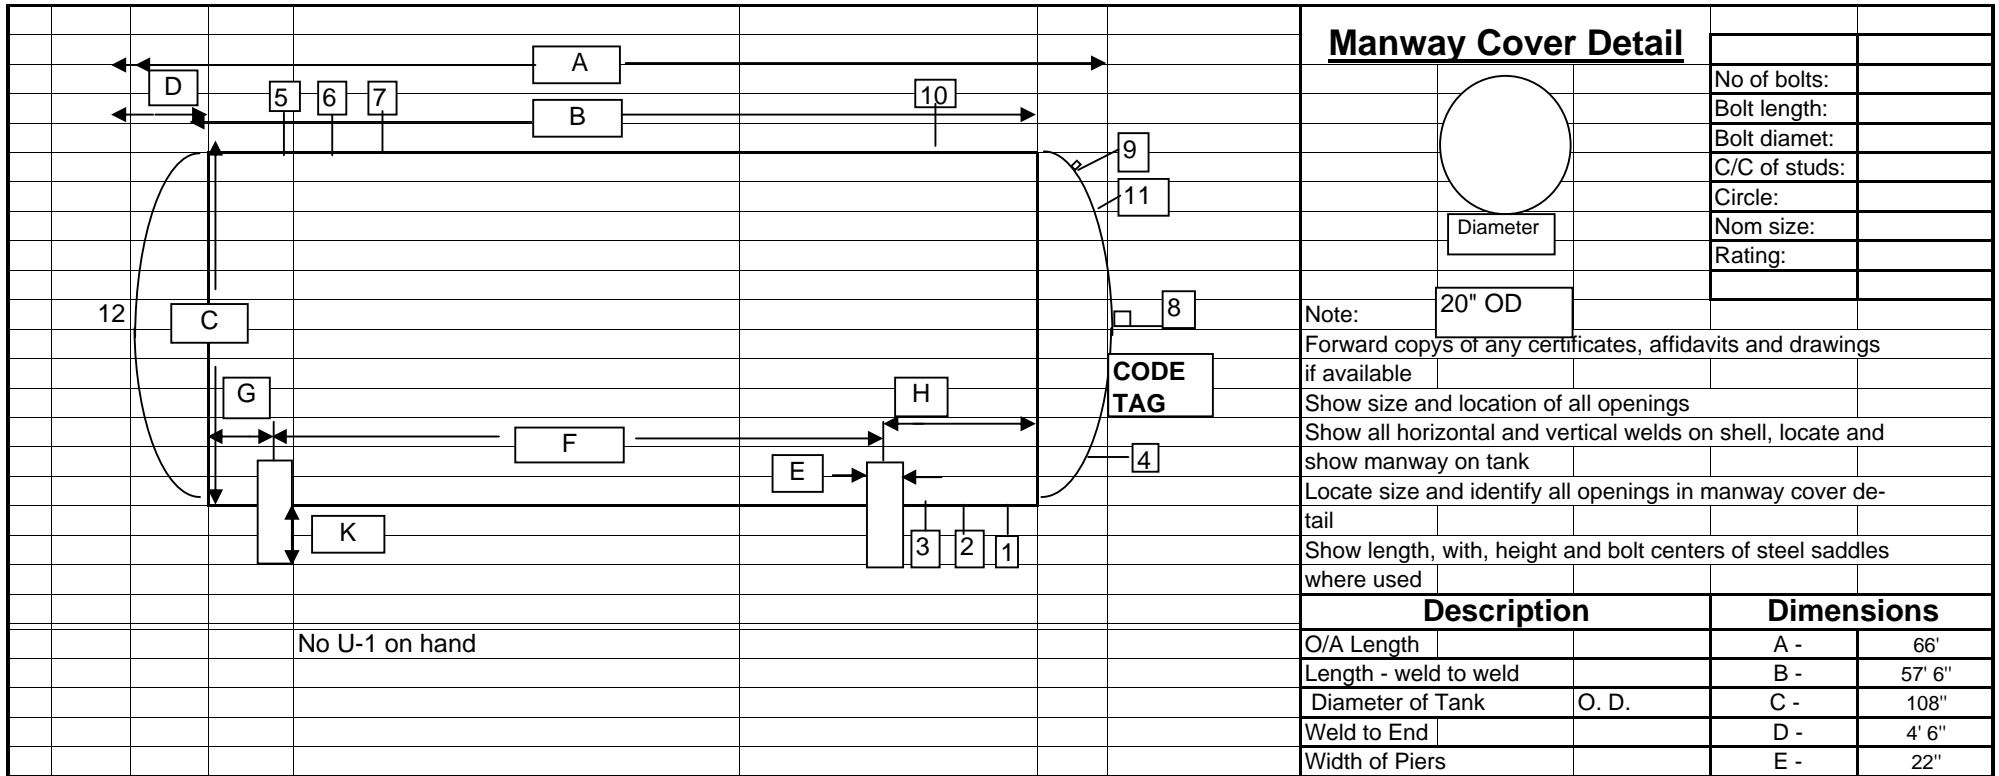 A
D
5 6 7
B
10
9
11
12
C
8
CODE
TAG
G
H
F
E
4
K
3 2 1
No U-1 on hand
Manway Cover Detail
No of bolts:
Bolt length:
Bolt diamet:
C/C of studs:
Circle:
Nom size:
Rating:
Diameter
20" OD
Note:
Forward copys of any certificates, affidavits and drawings
if available
Show size and location of all openings
Show all horizontal and vertical welds on shell, locate and
show manway on tank
Locate size and identify all openings in manway cover de-
tail
Show length, with, height and bolt centers of steel saddles
where used
Description Dimensions
O/A Length A - 66'
Length - weld to weld B - 57' 6"
Diameter of Tank O. D. C - 108"
Weld to End D - 4' 6"
Width of Piers E - 22"